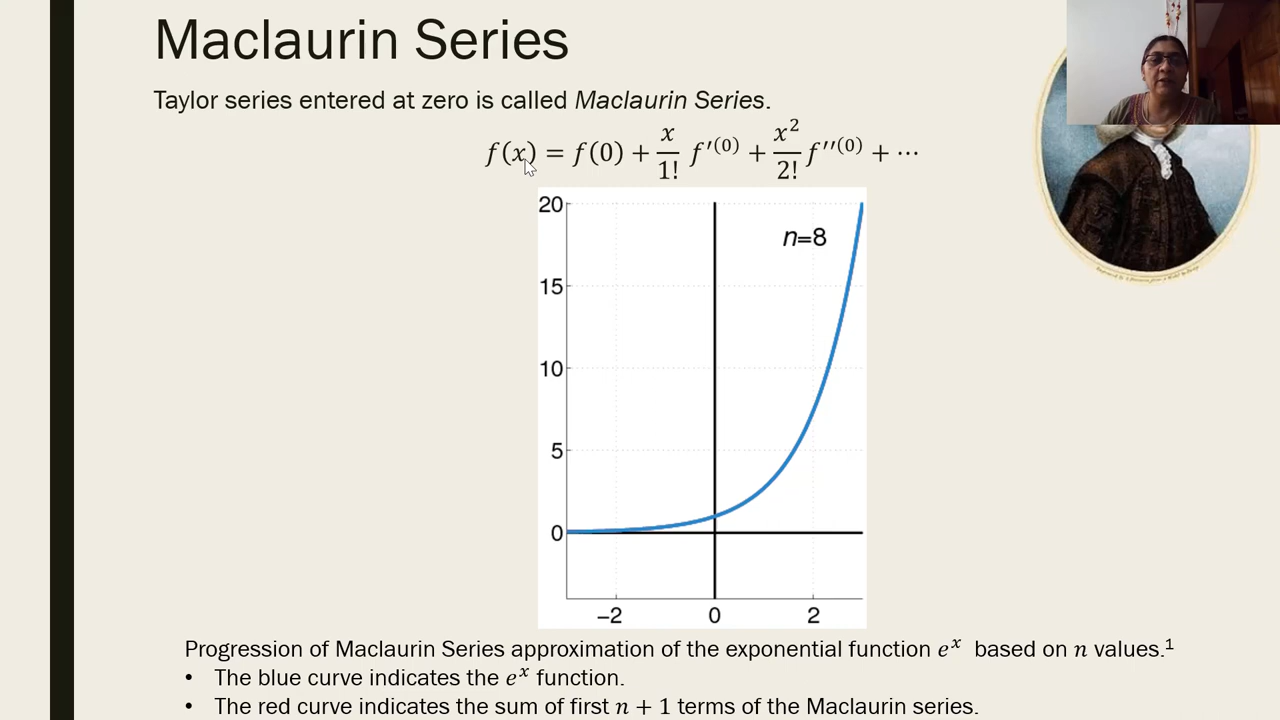 Maclaurin Series
Taylor series entered at zero is called Maclaurin Series.
f(x) = f(0) + x/1! f′⁽⁰⁾ + x²/2! f′′⁽⁰⁾ + ⋯
20
n=8
15
10
5
0
−2 0 2
Progression of Maclaurin Series approximation of the exponential function eˣ based on n values.¹
• The blue curve indicates the eˣ function.
• The red curve indicates the sum of first n + 1 terms of the Maclaurin series.